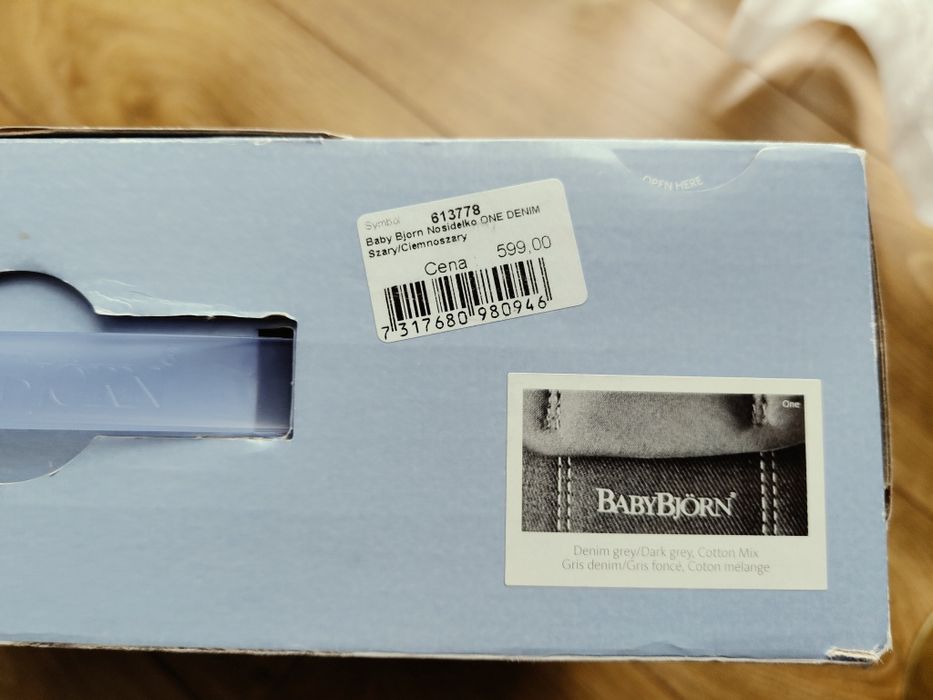 OPEN HERE
Symbol 613778
Baby Bjorn Nosidelko ONE DENIM
Szary/Ciemnoszary
Cena 599.00
7 317680 980946
One
BABYBJÖRN®
Denim grey/Dark grey, Cotton Mix
Gris denim/Gris foncé, Coton mélange